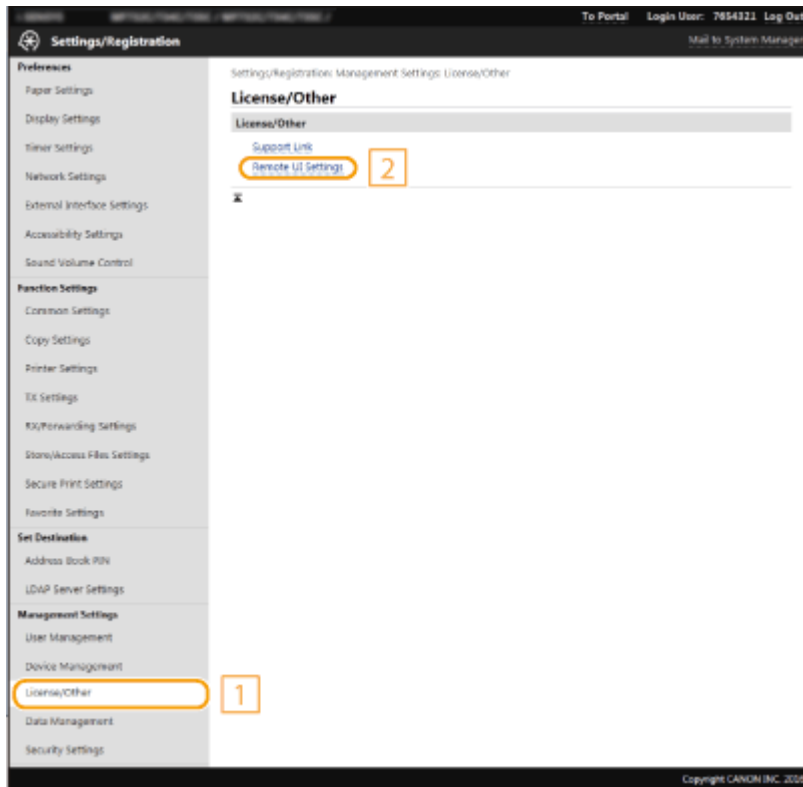 To Portal Login User: 7654321 Log Out
Settings/Registration
Mail to System Manager
Preferences
Paper Settings
Display Settings
Timer Settings
Network Settings
External Interface Settings
Accessibility Settings
Sound Volume Control
Function Settings
Common Settings
Copy Settings
Printer Settings
TX Settings
RX/Forwarding Settings
Store/Access Files Settings
Secure Print Settings
Favorite Settings
Set Destination
Address Book PIN
LDAP Server Settings
Management Settings
User Management
Device Management
License/Other
1
Data Management
Security Settings
Settings/Registration: Management Settings: License/Other
License/Other
License/Other
Support Link
Remote UI Settings
2
Copyright CANON INC. 2016